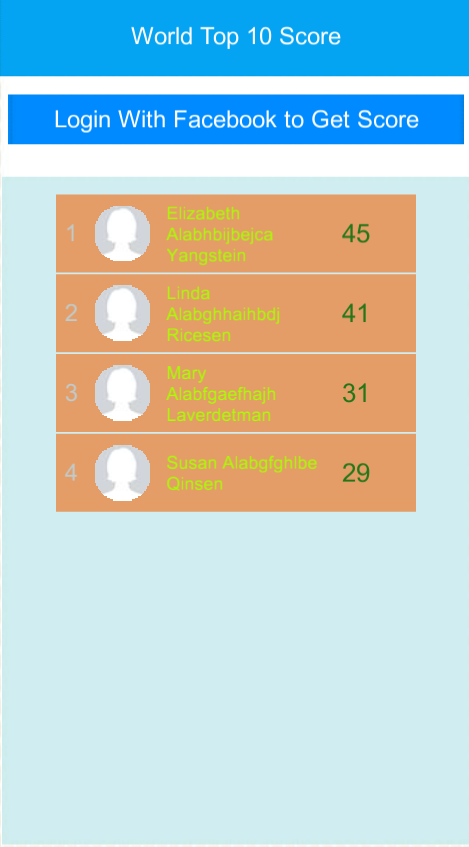 World Top 10 Score
Login With Facebook to Get Score
1
Elizabeth
Alabhbijbejca
Yangstein
45
2
Linda
Alabghhaihbdj
Ricesen
41
3
Mary
Alabfgaefhajh
Laverdetman
31
4
Susan Alabgfghibe
Qinsen
29